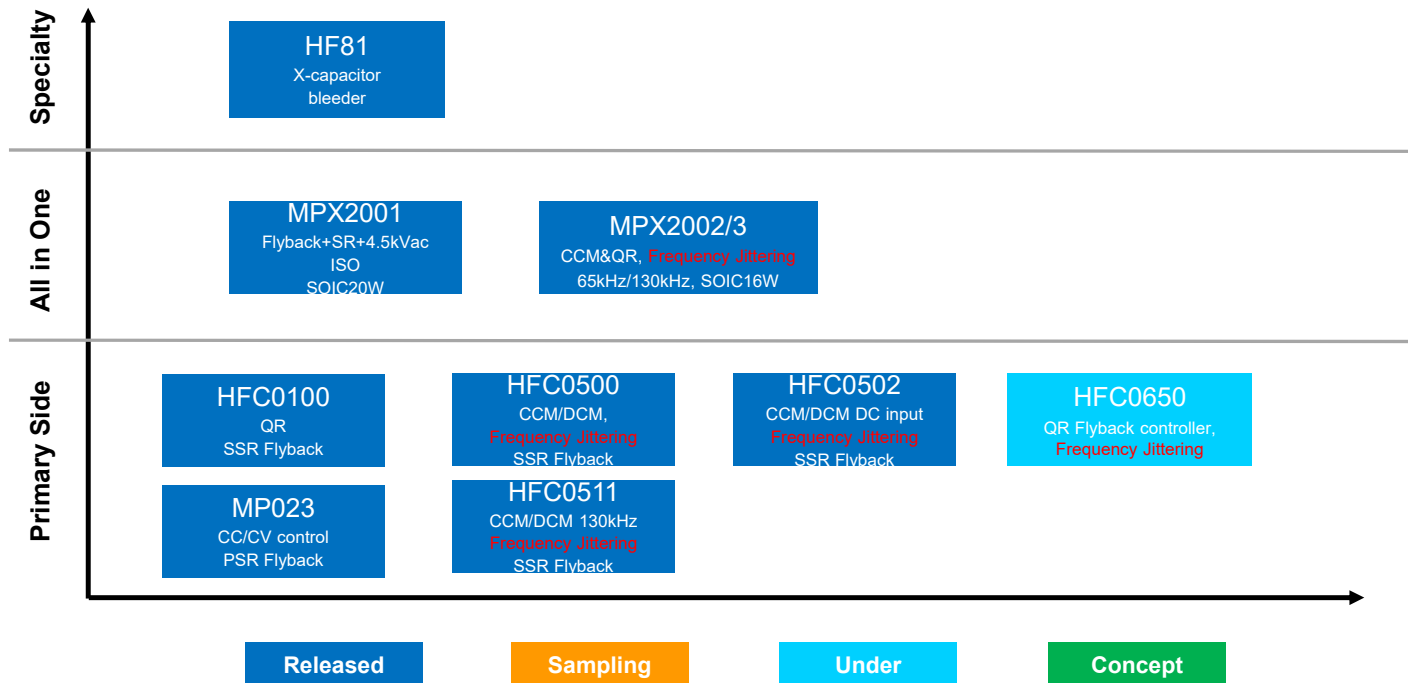 Specialty
HF81
X-capacitor
bleeder
All in One
MPX2001
Flyback+SR+4.5kVac
ISO
SOIC20W
MPX2002/3
CCM&QR, Frequency Jittering
65kHz/130kHz, SOIC16W
Primary Side
HFC0100
QR
SSR Flyback
HFC0500
CCM/DCM,
Frequency Jittering
SSR Flyback
HFC0502
CCM/DCM DC input
Frequency Jittering
SSR Flyback
HFC0650
QR Flyback controller,
Frequency Jittering
MP023
CC/CV control
PSR Flyback
HFC0511
CCM/DCM 130kHz
Frequency Jittering
SSR Flyback
Released
Sampling
Under
Concept